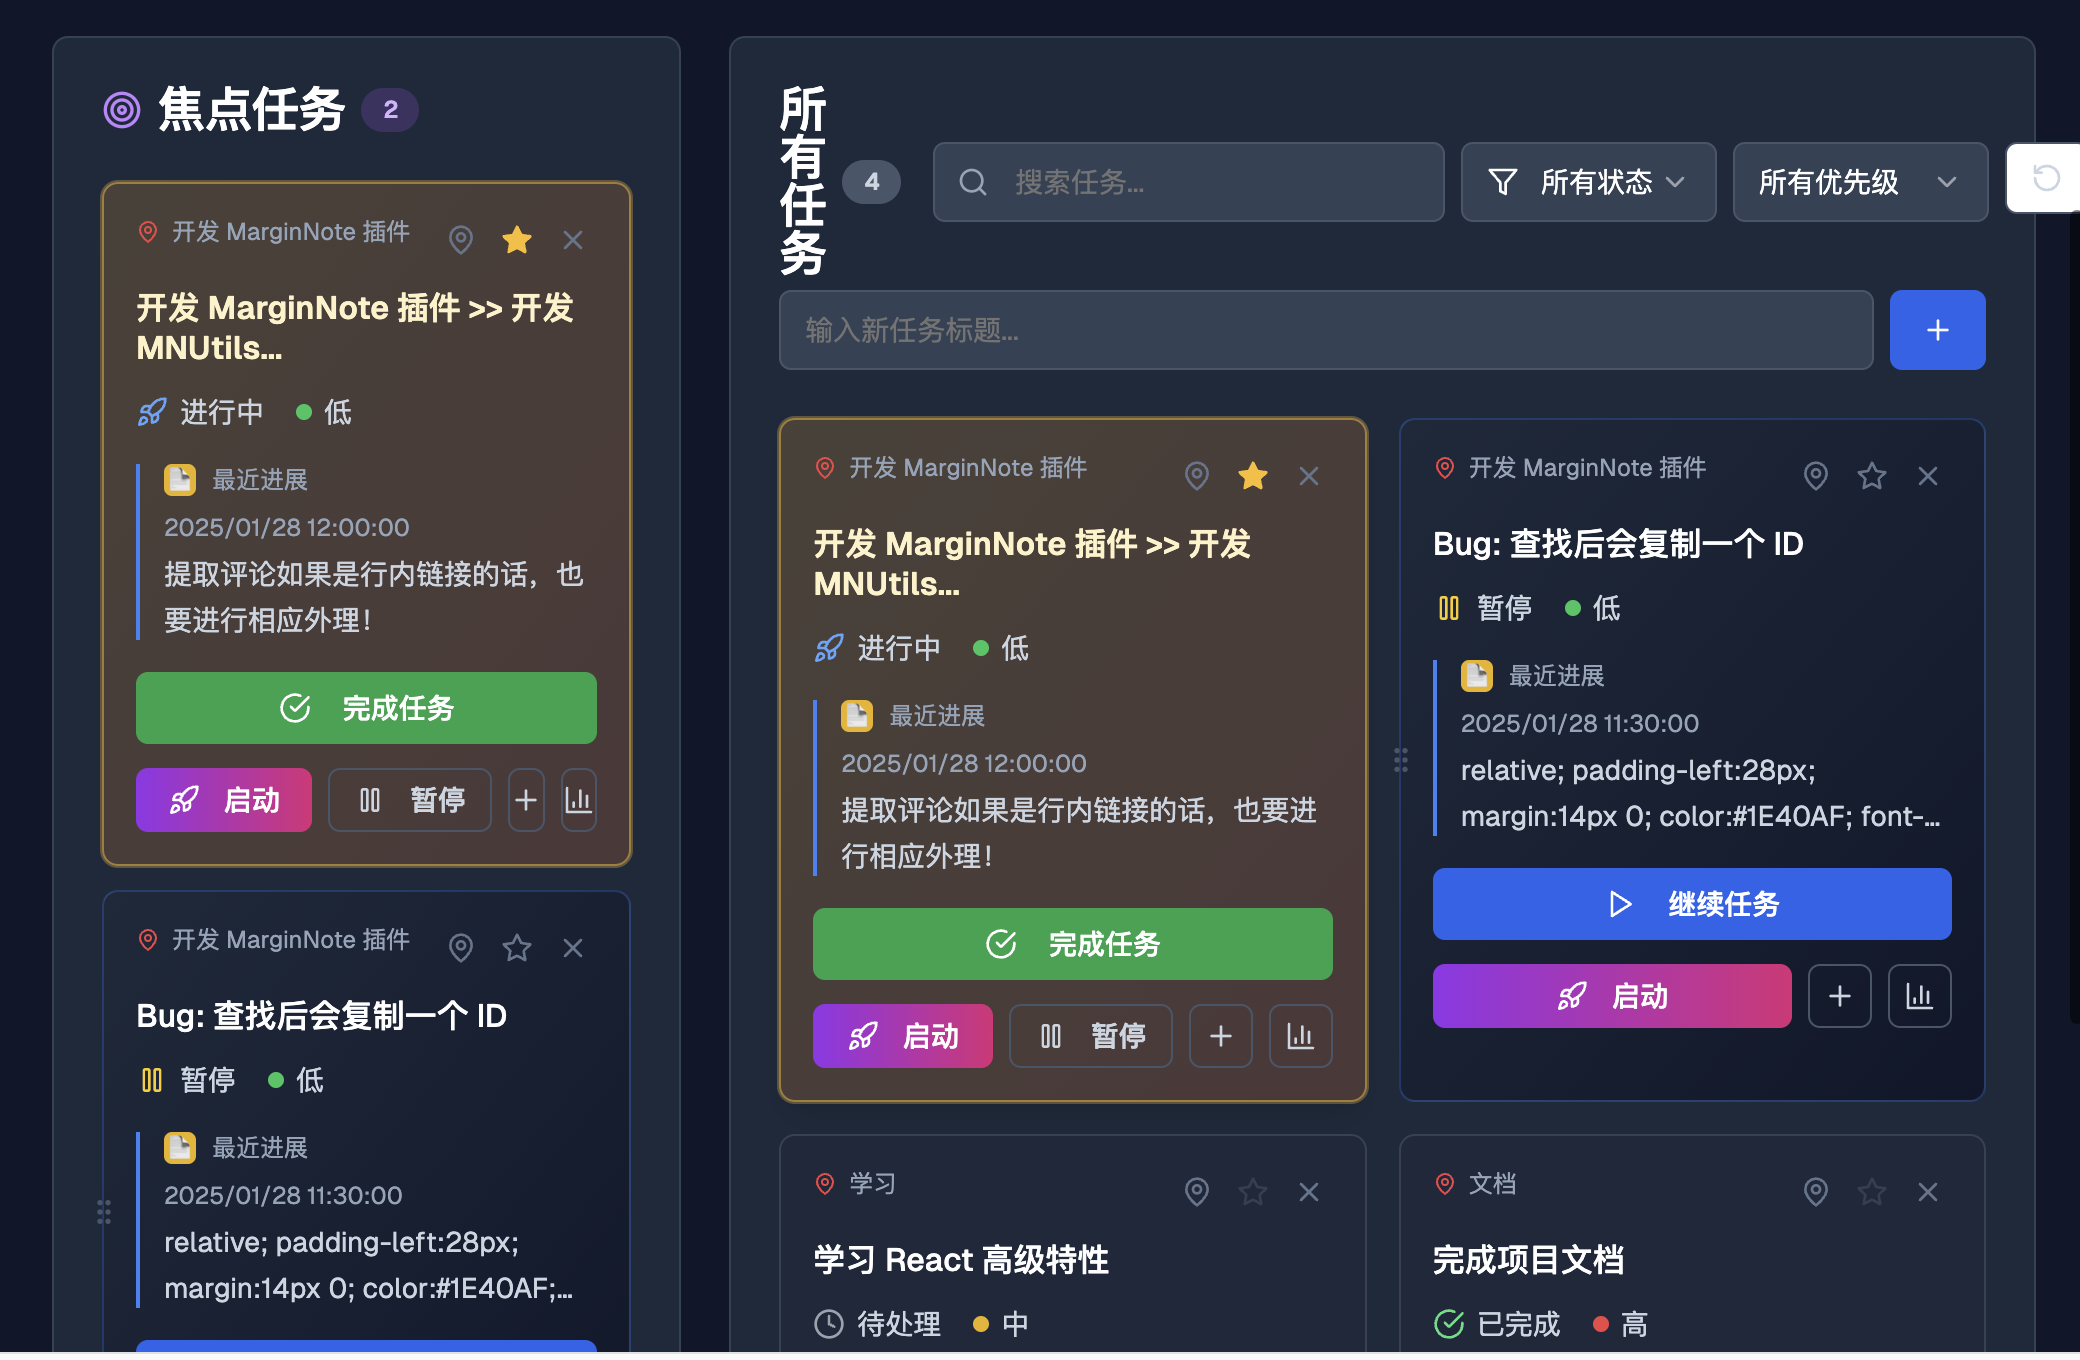 焦点任务 2
开发 MarginNote 插件
开发 MarginNote 插件 >> 开发
MNUtils...
进行中 低
最近进展
2025/01/28 12:00:00
提取评论如果是行内链接的话，也
要进行相应外理！
完成任务
启动 暂停
开发 MarginNote 插件
Bug: 查找后会复制一个 ID
暂停 低
最近进展
2025/01/28 11:30:00
relative; padding-left:28px;
margin:14px 0; color:#1E40AF;...
所有任务 4
搜索任务...
所有状态
所有优先级
输入新任务标题...
开发 MarginNote 插件
开发 MarginNote 插件 >> 开发
MNUtils...
进行中 低
最近进展
2025/01/28 12:00:00
提取评论如果是行内链接的话，也要进
行相应外理！
完成任务
启动 暂停
开发 MarginNote 插件
Bug: 查找后会复制一个 ID
暂停 低
最近进展
2025/01/28 11:30:00
relative; padding-left:28px;
margin:14px 0; color:#1E40AF; font-...
继续任务
启动
学习
学习 React 高级特性
待处理 中
文档
完成项目文档
已完成 高